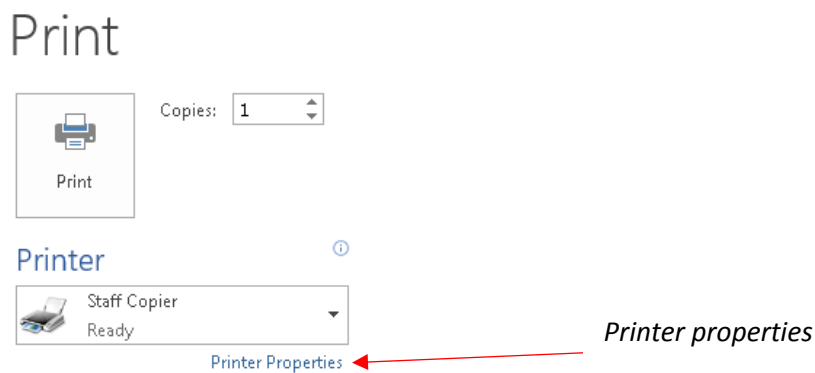 Print
Copies: 1
Print
Printer
Staff Copier
Ready
Printer properties
Printer Properties